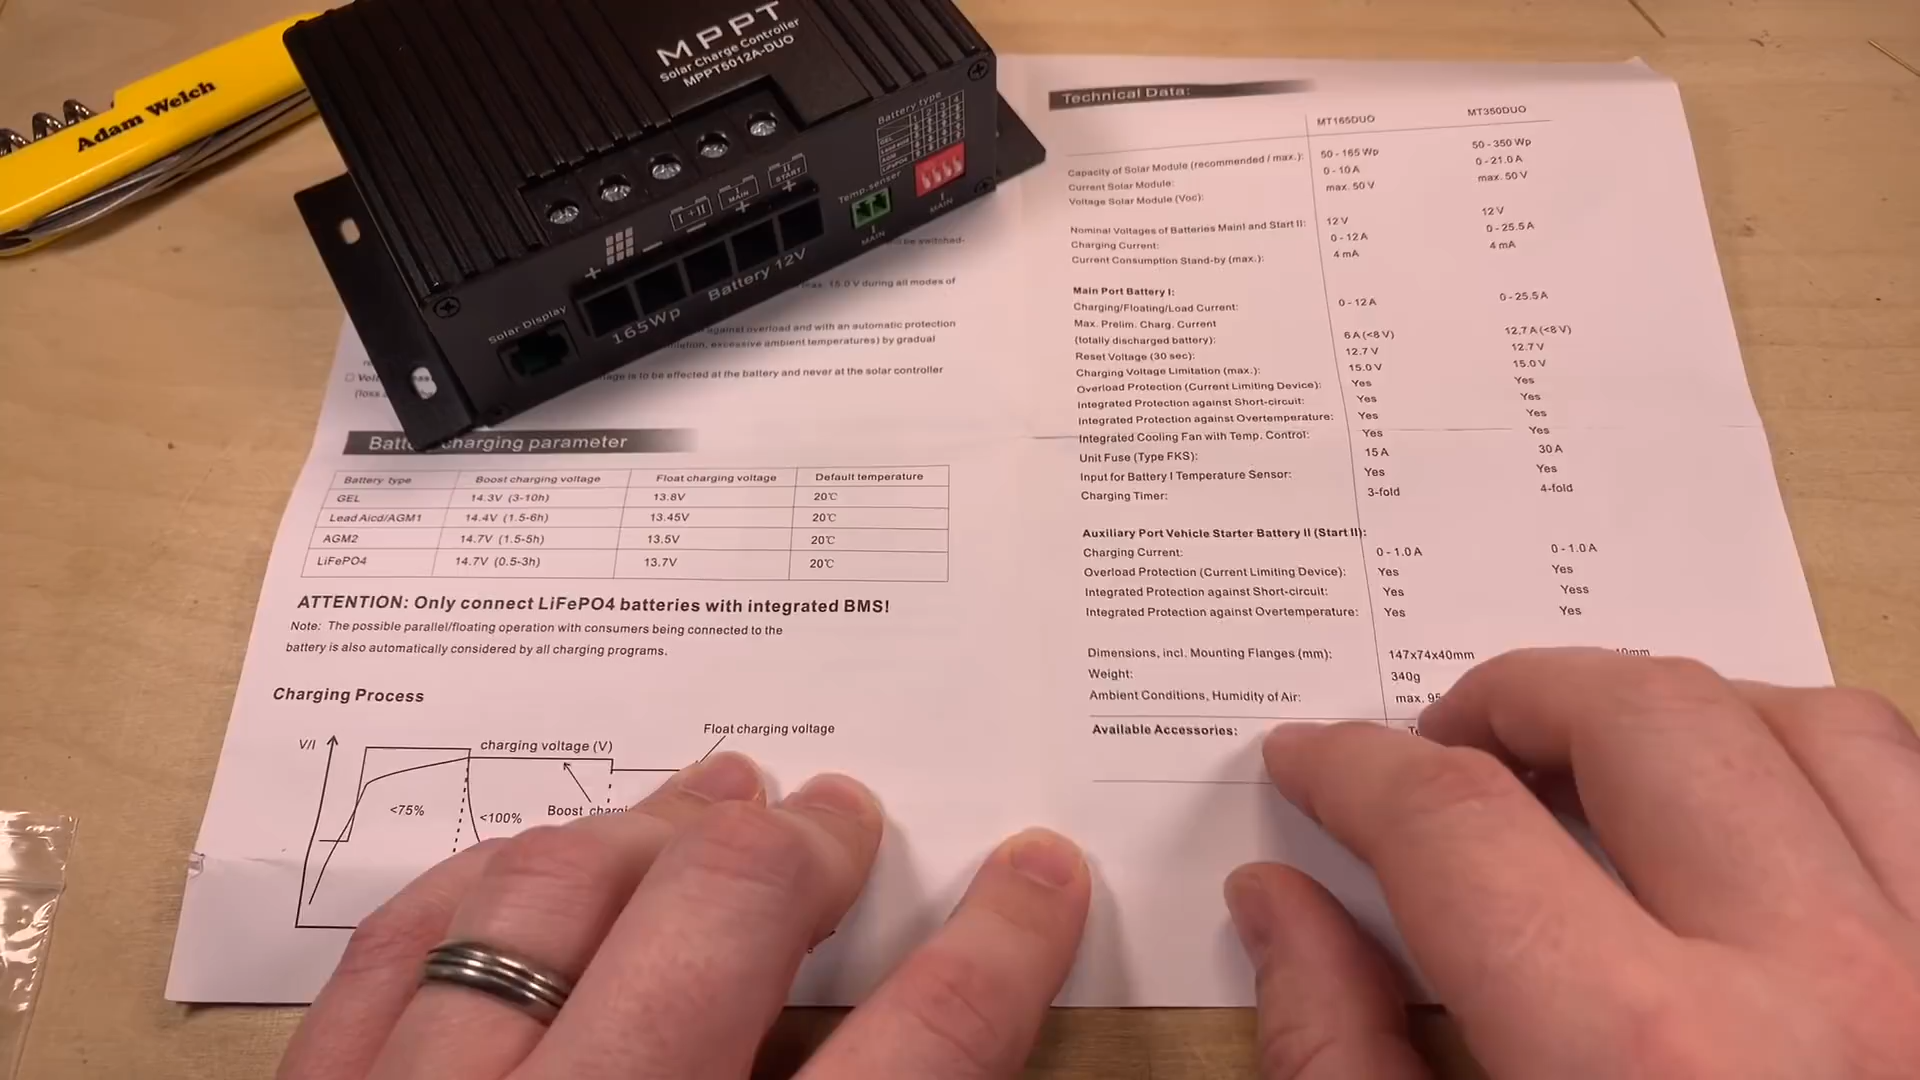 Adam Welch
MPPT
Solar Charge Controller
MPPT5012A-DUO
Battery type
1 2 3 4
GEL
AGM
LiFePO4
Temp.sensor
I
MAIN
I
MAIN
I + II
I
MAIN
II
START
+ − − + +
Solar Display
165Wp
Battery 12V
be switched-
15.0 V during all modes of
against overload and with an automatic protection
excessive ambient temperatures) by gradual
is to be effected at the battery and never at the solar controller
charging parameter
Battery type Boost charging voltage Float charging voltage Default temperature
GEL 14.3V (3-10h) 13.8V 20℃
Lead Aicd/AGM1 14.4V (1.5-6h) 13.45V 20℃
AGM2 14.7V (1.5-5h) 13.5V 20℃
LiFePO4 14.7V (0.5-3h) 13.7V 20℃
ATTENTION: Only connect LiFePO4 batteries with integrated BMS!
Note: The possible parallel/floating operation with consumers being connected to the
battery is also automatically considered by all charging programs.
Charging Process
V/I
charging voltage (V)
Float charging voltage
<75%
<100%
Boost
Technical Data:
MT165DUO MT350DUO
Capacity of Solar Module (recommended / max.): 50 - 165 Wp 50 - 350 Wp
Current Solar Module: 0 - 10A 0 - 21.0 A
Voltage Solar Module (Voc): max. 50 V max. 50 V
Nominal Voltages of Batteries MainI and Start II: 12 V 12 V
Charging Current: 0 - 12A 0 - 25.5 A
Current Consumption Stand-by (max.): 4 mA 4 mA
Main Port Battery I:
Charging/Floating/Load Current: 0 - 12 A 0 - 25.5 A
Max. Prelim. Charg. Current
(totally discharged battery): 6 A (<8 V) 12,7 A (<8 V)
Reset Voltage (30 sec): 12.7 V 12.7 V
Charging Voltage Limitation (max.): 15.0 V 15.0 V
Overload Protection (Current Limiting Device): Yes Yes
Integrated Protection against Short-circuit: Yes Yes
Integrated Protection against Overtemperature: Yes Yes
Integrated Cooling Fan with Temp. Control: Yes Yes
Unit Fuse (Type FKS): 15 A 30 A
Input for Battery I Temperature Sensor: Yes Yes
Charging Timer: 3-fold 4-fold
Auxiliary Port Vehicle Starter Battery II (Start II):
Charging Current: 0 - 1.0 A 0 - 1.0 A
Overload Protection (Current Limiting Device): Yes Yes
Integrated Protection against Short-circuit: Yes Yess
Integrated Protection against Overtemperature: Yes Yes
Dimensions, incl. Mounting Flanges (mm): 147x74x40mm
Weight: 340g
Ambient Conditions, Humidity of Air: max. 95
Available Accessories: